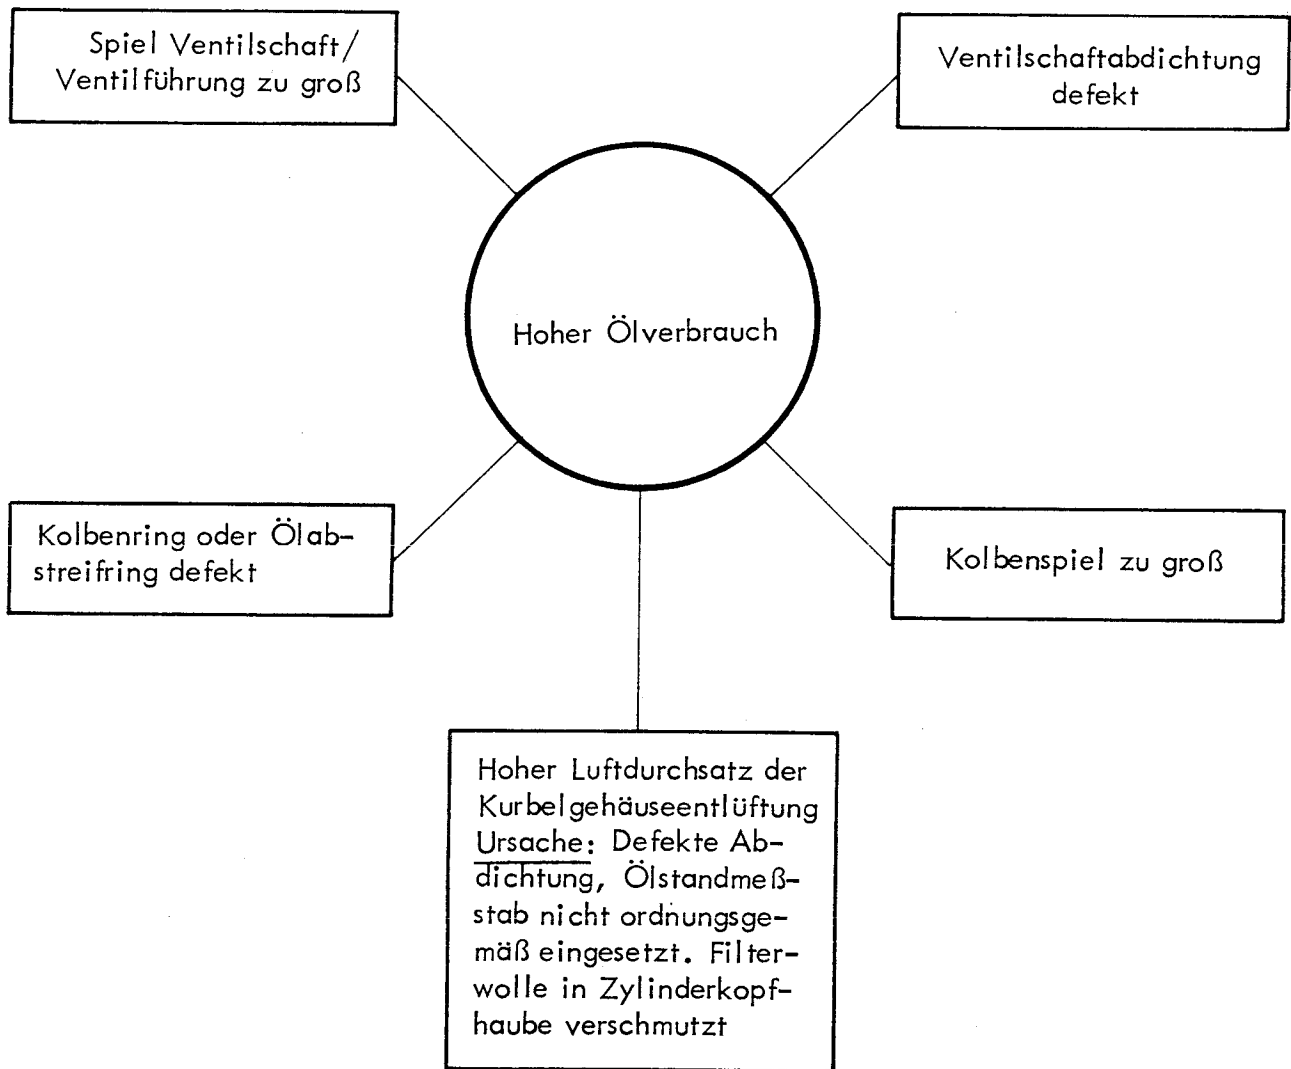 Spiel Ventilschaft/
Ventilführung zu groß
Ventilschaftabdichtung
defekt
Hoher Ölverbrauch
Kolbenring oder Ölab-
streifring defekt
Kolbenspiel zu groß
Hoher Luftdurchsatz der
Kurbelgehäuseentlüftung
Ursache: Defekte Ab-
dichtung, Ölstandmeß-
stab nicht ordnungsge-
mäß eingesetzt. Filter-
wolle in Zylinderkopf-
haube verschmutzt